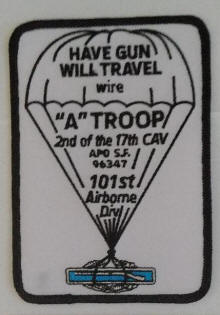 HAVE GUN
WILL TRAVEL
wire
"A" TROOP
2nd of the 17th CAV
APO S.F.
96347
101st
Airborne
Div